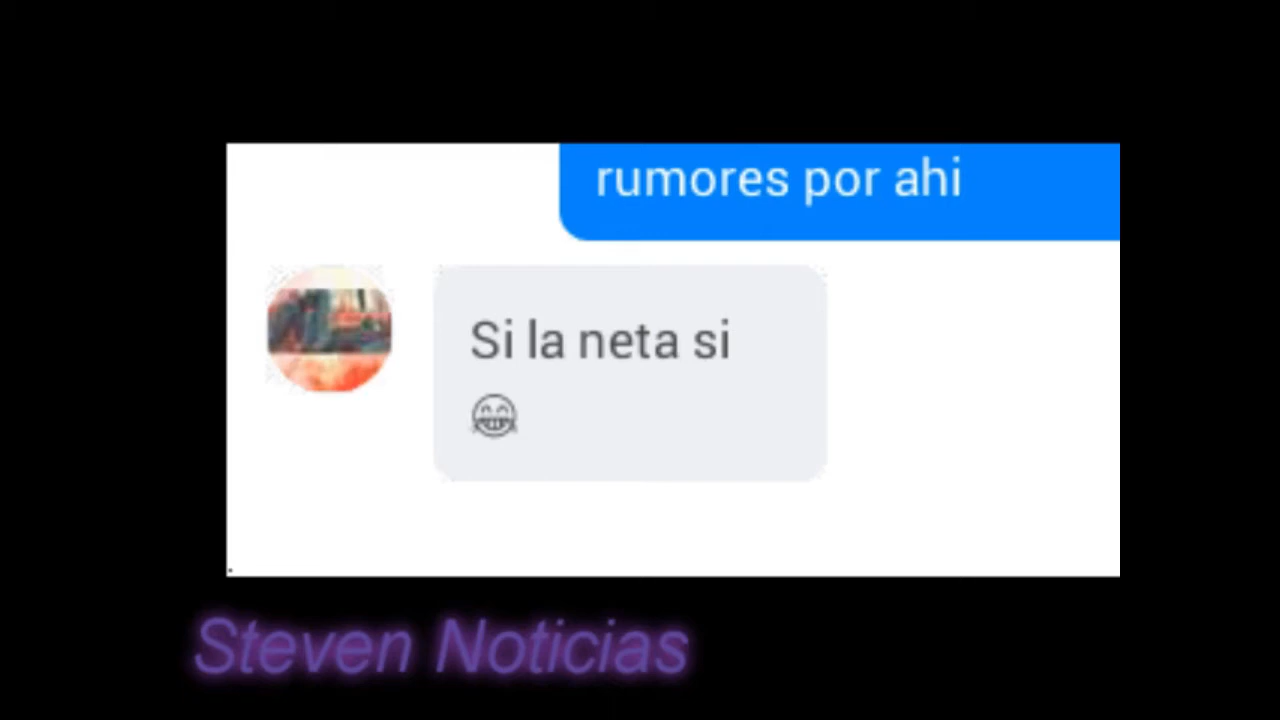 rumores por ahi
Si la neta si
😁
Steven Noticias